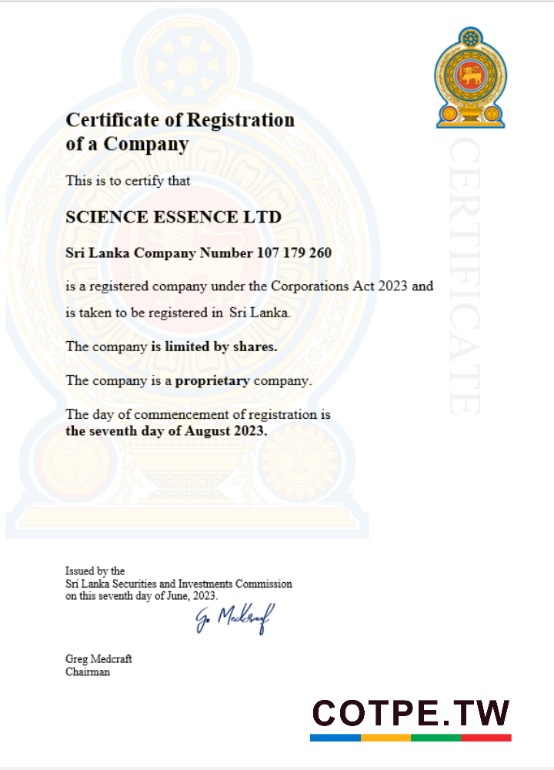 Certificate of Registration
of a Company
This is to certify that
SCIENCE ESSENCE LTD
Sri Lanka Company Number 107 179 260
is a registered company under the Corporations Act 2023 and
is taken to be registered in Sri Lanka.
The company is limited by shares.
The company is a proprietary company.
The day of commencement of registration is
the seventh day of August 2023.
CERTIFICATE
Issued by the
Sri Lanka Securities and Investments Commission
on this seventh day of June, 2023.
G. Medcraft
Greg Medcraft
Chairman
COTPE.TW